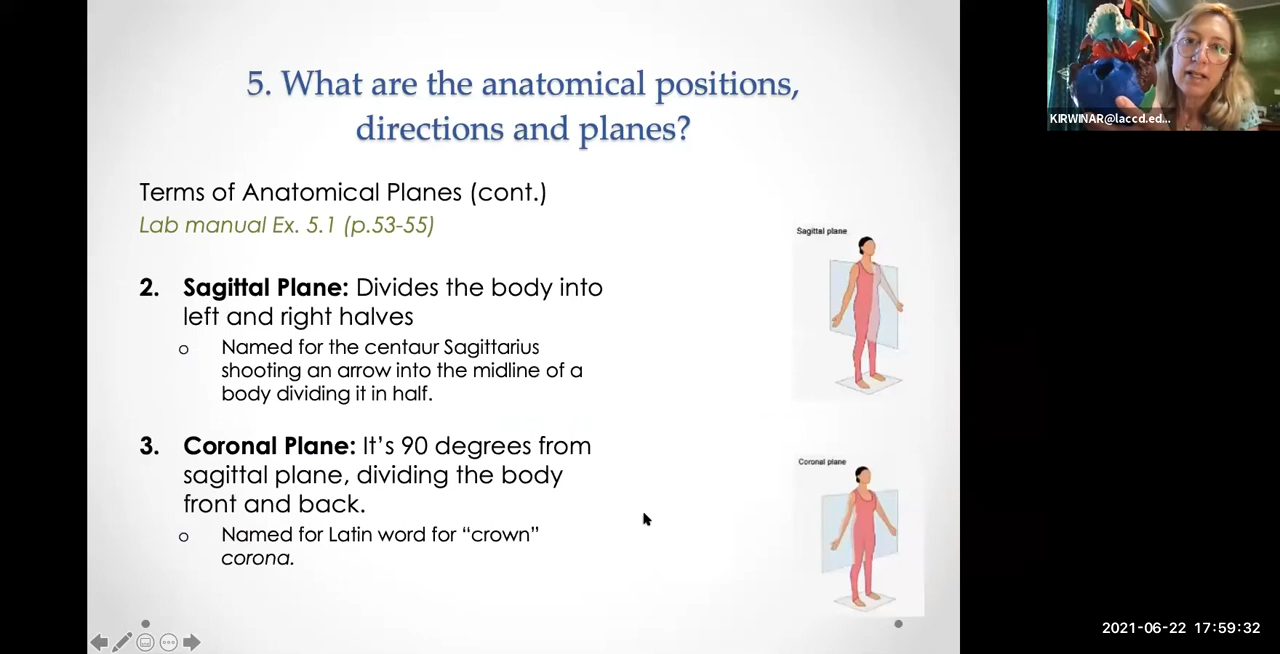 5. What are the anatomical positions,
directions and planes?
Terms of Anatomical Planes (cont.)
Lab manual Ex. 5.1 (p.53-55)
2. Sagittal Plane: Divides the body into
left and right halves
o Named for the centaur Sagittarius
shooting an arrow into the midline of a
body dividing it in half.
3. Coronal Plane: It’s 90 degrees from
sagittal plane, dividing the body
front and back.
o Named for Latin word for “crown”
corona.
Sagittal plane
Coronal plane
KIRWINAR@laccd.ed...
2021-06-22 17:59:32